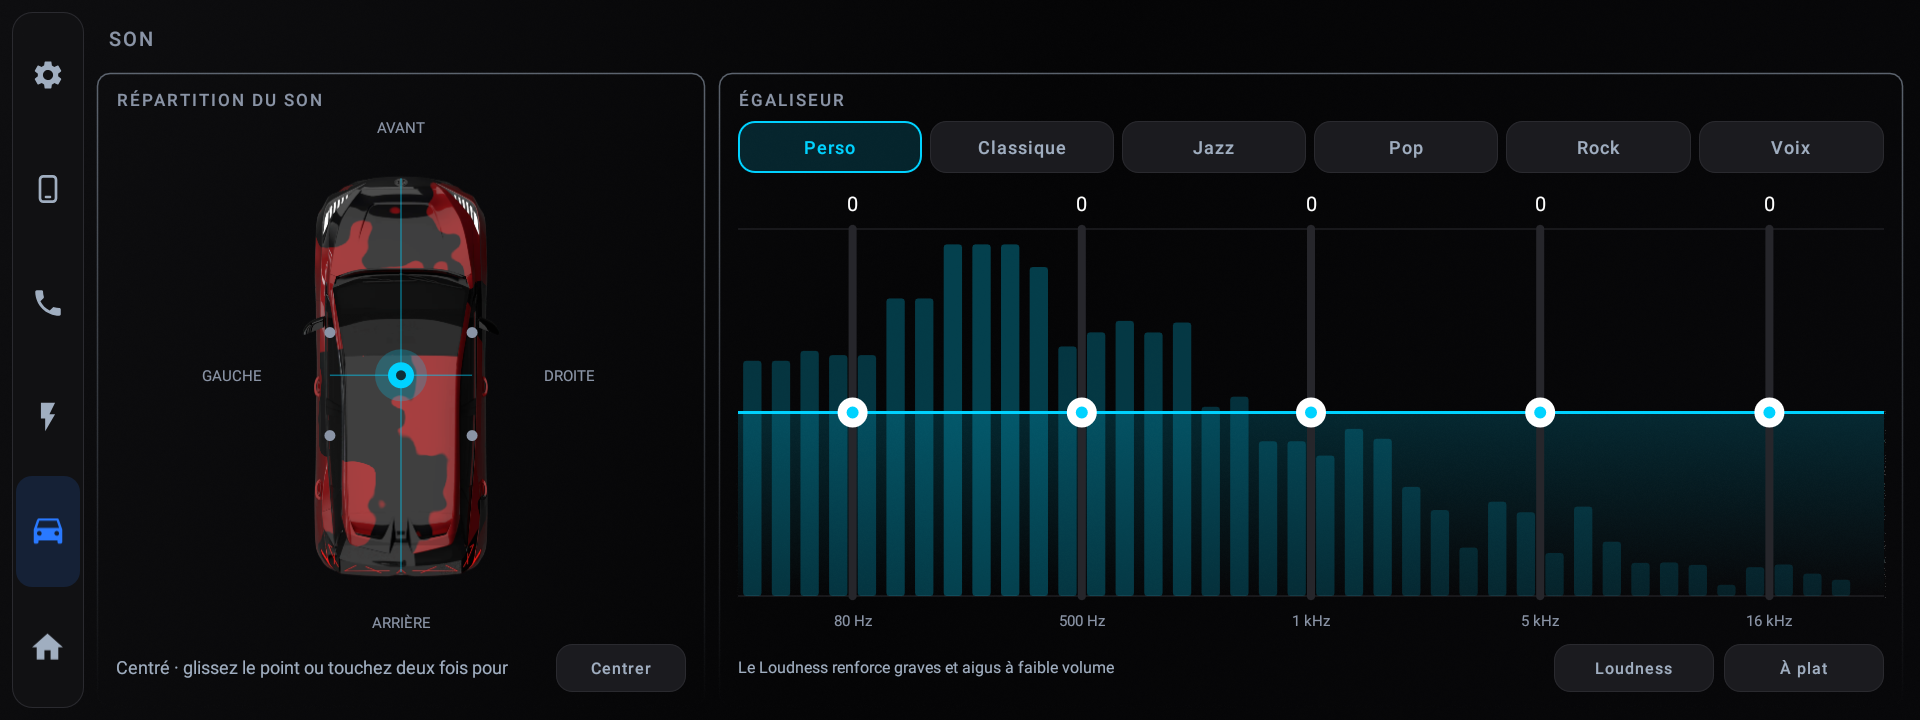 SON
RÉPARTITION DU SON
AVANT
GAUCHE
DROITE
ARRIÈRE
Centré · glissez le point ou touchez deux fois pour
Centrer
ÉGALISEUR
Perso
Classique
Jazz
Pop
Rock
Voix
0 0 0 0 0
80 Hz 500 Hz 1 kHz 5 kHz 16 kHz
Le Loudness renforce graves et aigus à faible volume
Loudness
À plat